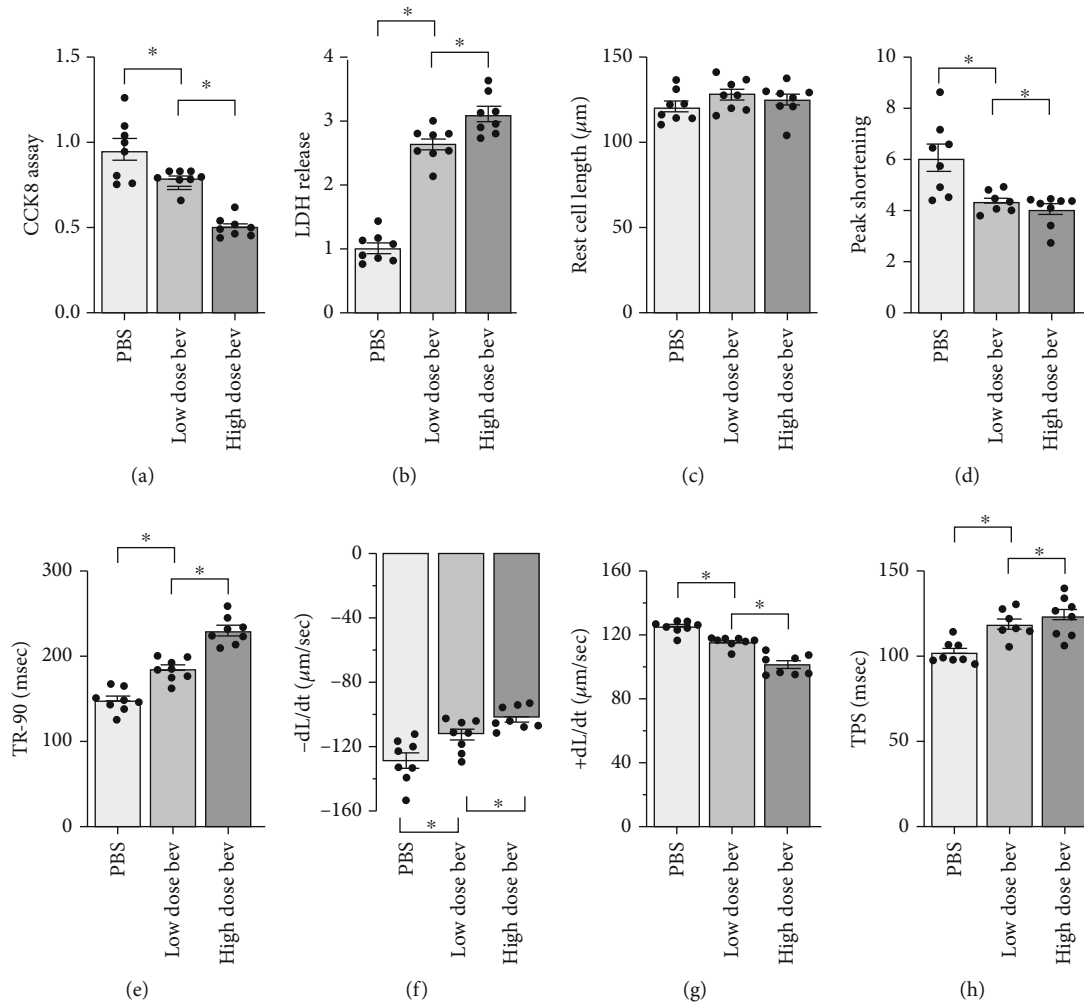 *
*
CCK8 assay
1.5
1.0
0.5
0.0
PBS
Low dose bev
High dose bev
(a)
*
*
LDH release
4
3
2
1
0
PBS
Low dose bev
High dose bev
(b)
Rest cell length (μm)
150
100
50
0
PBS
Low dose bev
High dose bev
(c)
*
*
Peak shortening
10
8
6
4
2
0
PBS
Low dose bev
High dose bev
(d)
*
*
TR-90 (msec)
300
200
100
0
PBS
Low dose bev
High dose bev
(e)
−dL/dt (μm/sec)
0
−40
−60
−80
−100
−120
−160
*
*
PBS
Low dose bev
High dose bev
(f)
*
*
+dL/dt (μm/sec)
160
120
80
40
0
PBS
Low dose bev
High dose bev
(g)
*
*
TPS (msec)
150
100
50
0
PBS
Low dose bev
High dose bev
(h)